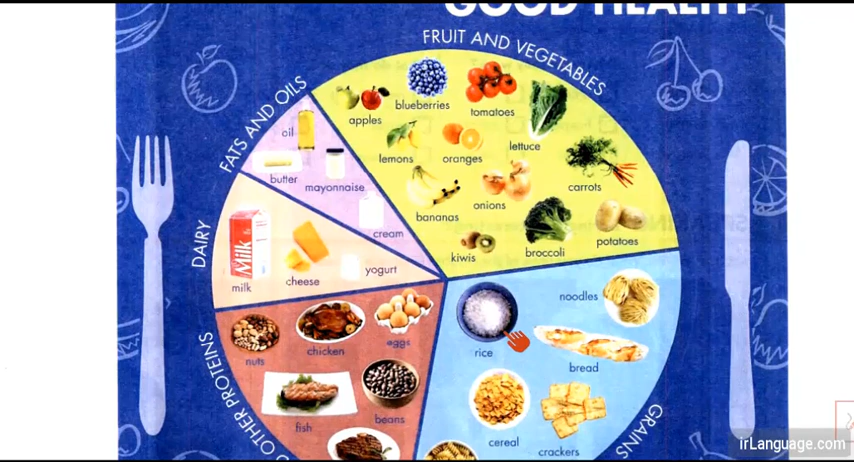 GOOD HEALTH
FRUIT AND VEGETABLES
apples
blueberries
tomatoes
lemons
oranges
lettuce
carrots
bananas
onions
kiwis
broccoli
potatoes
FATS AND OILS
oil
butter
mayonnaise
cream
DAIRY
Milk
milk
cheese
yogurt
OTHER PROTEINS
nuts
chicken
eggs
fish
beans
GRAINS
rice
noodles
bread
cereal
crackers
irLanguage.com